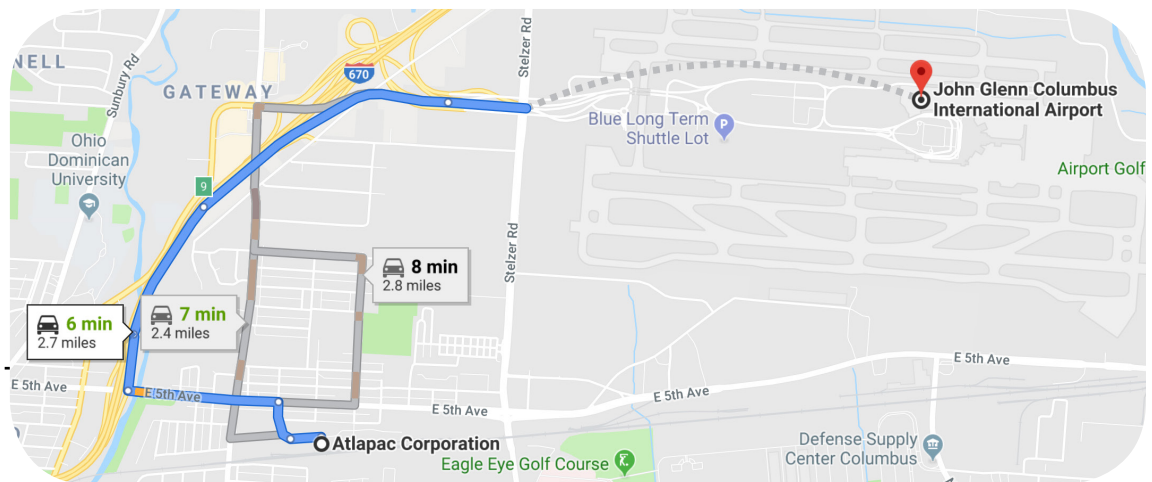 NELL
Sunbury Rd
GATEWAY
670
Stelzer Rd
John Glenn Columbus
International Airport
Blue Long Term
Shuttle Lot
P
Ohio
Dominican
University
9
Airport Golf
Stelzer Rd
8 min
2.8 miles
6 min
2.7 miles
7 min
2.4 miles
E 5th Ave
E 5th Ave
E 5th Ave
E 5th Ave
E 5th Ave
Atlapac Corporation
Eagle Eye Golf Course
Defense Supply
Center Columbus